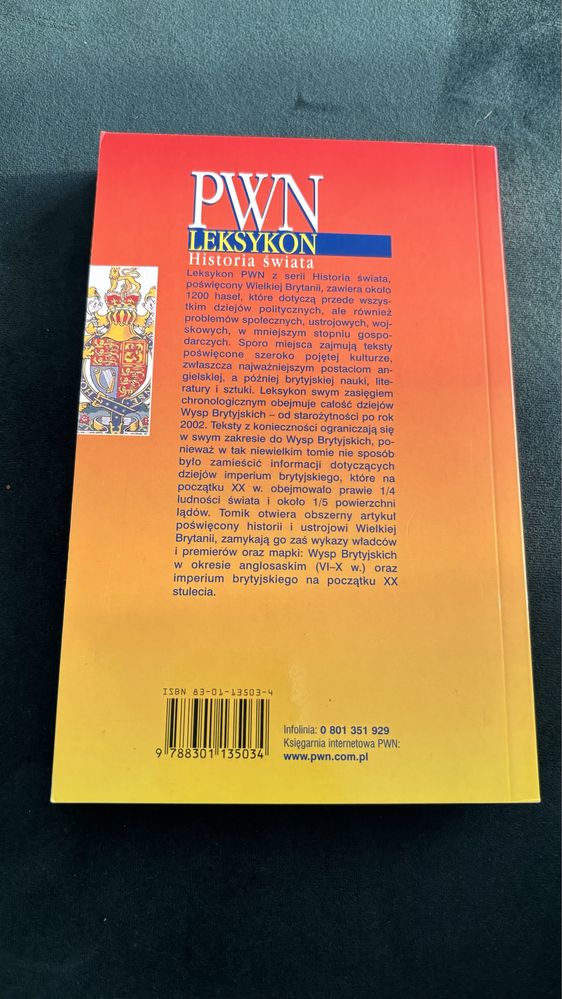 PWN
LEKSYKON
Historia świata
Leksykon PWN z serii Historia świata,
poświęcony Wielkiej Brytanii, zawiera około
1200 haseł, które dotyczą przede wszys-
tkim dziejów politycznych, ale również
problemów społecznych, ustrojowych, woj-
skowych, w mniejszym stopniu gospo-
darczych. Sporo miejsca zajmują teksty
poświęcone szeroko pojętej kulturze,
zwłaszcza najważniejszym postaciom an-
gielskiej, a później brytyjskiej nauki, lite-
ratury i sztuki. Leksykon swym zasięgiem
chronologicznym obejmuje całość dziejów
Wysp Brytyjskich – od starożytności po rok
2002. Teksty z konieczności ograniczają się
w swym zakresie do Wysp Brytyjskich, po-
nieważ w tak niewielkim tomie nie sposób
było zamieścić informacji dotyczących
dziejów imperium brytyjskiego, które na
początku XX w. obejmowało prawie 1/4
ludności świata i około 1/5 powierzchni
lądów. Tomik otwiera obszerny artykuł
poświęcony historii i ustrojowi Wielkiej
Brytanii, zamykają go zaś wykazy władców
i premierów oraz mapki: Wysp Brytyjskich
w okresie anglosaskim (VI–X w.) oraz
imperium brytyjskiego na początku XX
stulecia.
ISBN 83-01-13503-4
9 788301 135034
Infolinia: 0 801 351 929
Księgarnia internetowa PWN:
www.pwn.com.pl